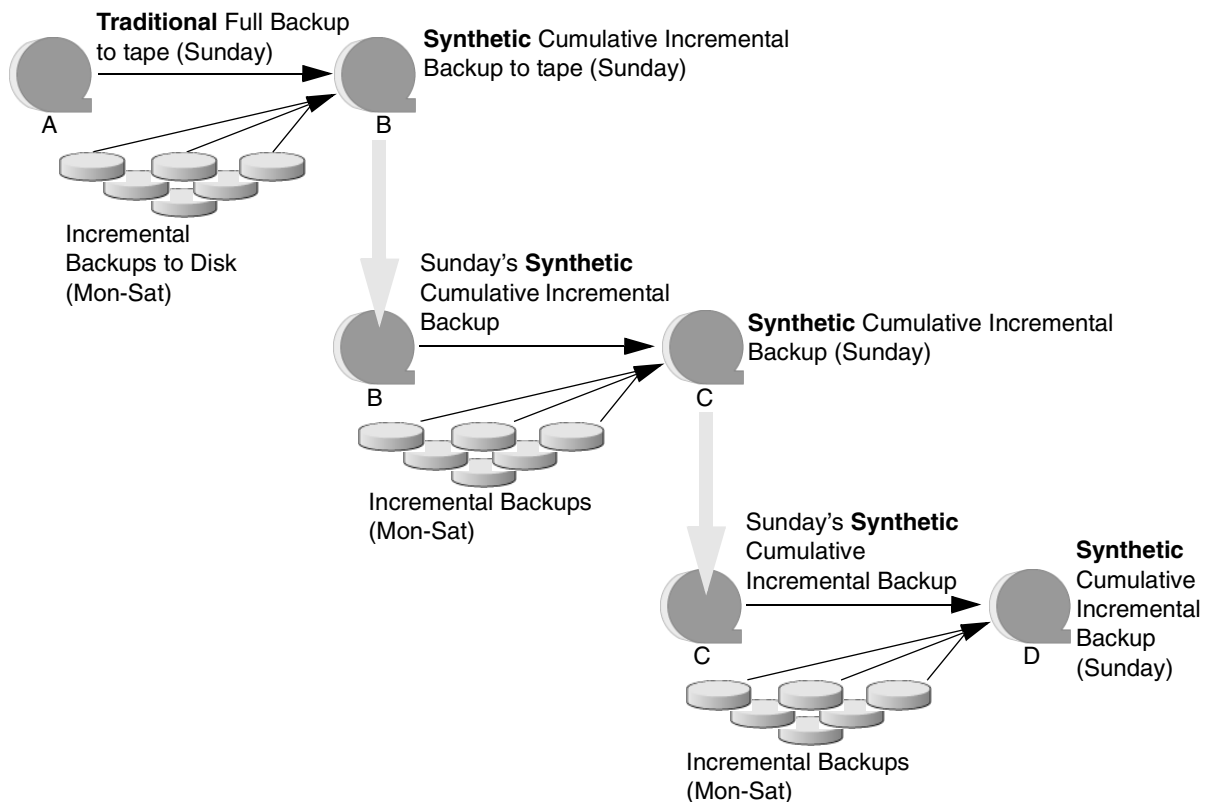 Traditional Full Backup
to tape (Sunday)
Synthetic Cumulative Incremental
Backup to tape (Sunday)
A
B
Incremental
Backups to Disk
(Mon-Sat)
Sunday’s Synthetic
Cumulative Incremental
Backup
Synthetic Cumulative Incremental
Backup (Sunday)
B
C
Incremental Backups
(Mon-Sat)
Sunday’s Synthetic
Cumulative
Incremental Backup
Synthetic
Cumulative
Incremental
Backup
(Sunday)
C
D
Incremental Backups
(Mon-Sat)